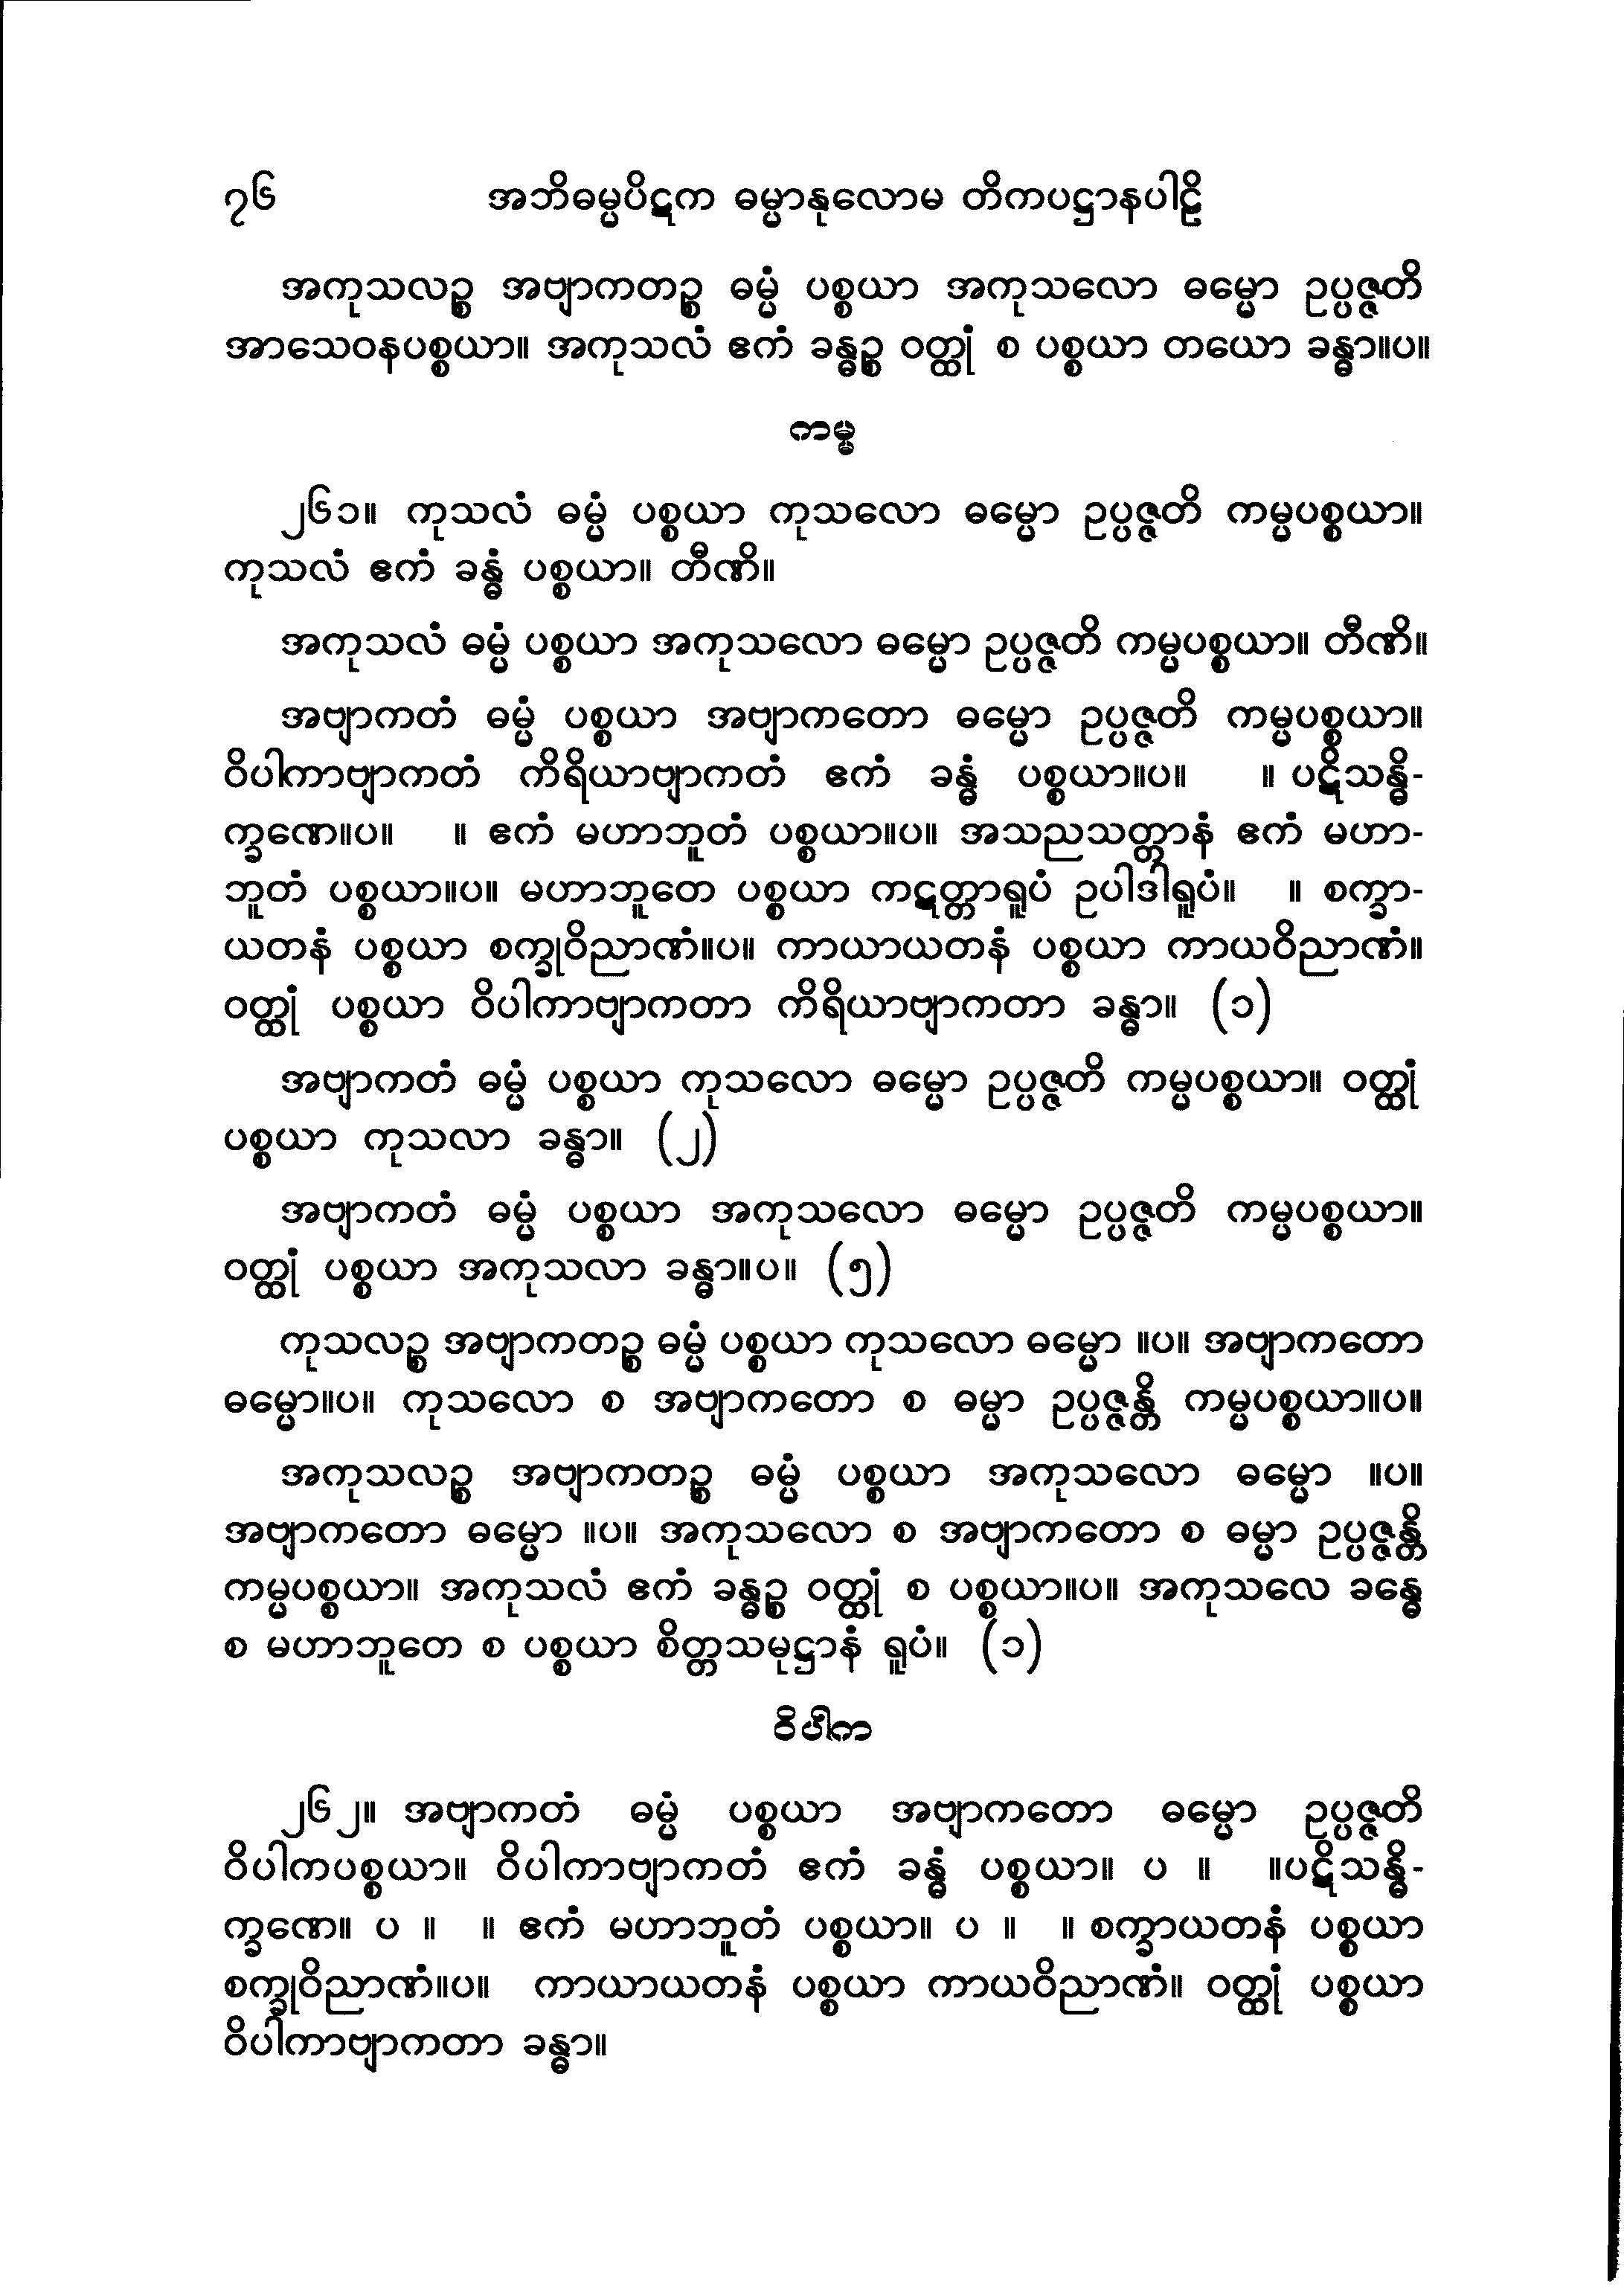 ၇၆ အဘိဓမ္မပိဋက ဓမ္မာနုလောမ တိကပဋ္ဌာနပါဠိ
အကုသလဉ္စ အဗျာကတဉ္စ ဓမ္မံ ပစ္စယာ အကုသလော ဓမ္မော ဥပ္ပဇ္ဇတိ
အာသေဝနပစ္စယာ။ အကုသလံ ဧကံ ခန္ဓဉ္စ ဝတ္ထုံ စ ပစ္စယာ တယော ခန္ဓာ။ပ။
ကမ္မ
၂၆၁။ ကုသလံ ဓမ္မံ ပစ္စယာ ကုသလော ဓမ္မော ဥပ္ပဇ္ဇတိ ကမ္မပစ္စယာ။
ကုသလံ ဧကံ ခန္ဓံ ပစ္စယာ။ တီဏိ။
အကုသလံ ဓမ္မံ ပစ္စယာ အကုသလော ဓမ္မော ဥပ္ပဇ္ဇတိ ကမ္မပစ္စယာ။ တီဏိ။
အဗျာကတံ ဓမ္မံ ပစ္စယာ အဗျာကတော ဓမ္မော ဥပ္ပဇ္ဇတိ ကမ္မပစ္စယာ။
ဝိပါကာဗျာကတံ ကိရိယာဗျာကတံ ဧကံ ခန္ဓံ ပစ္စယာ။ပ။ ။ ပဋိသန္ဓိ-
က္ခဏေ။ပ။ ။ ဧကံ မဟာဘူတံ ပစ္စယာ။ပ။ အသညသတ္တာနံ ဧကံ မဟာ-
ဘူတံ ပစ္စယာ။ပ။ မဟာဘူတေ ပစ္စယာ ကဋတ္တာရူပံ ဥပါဒါရူပံ။ ။ စက္ခာ-
ယတနံ ပစ္စယာ စက္ခုဝိညာဏံ။ပ။ ကာယာယတနံ ပစ္စယာ ကာယဝိညာဏံ။
ဝတ္ထုံ ပစ္စယာ ဝိပါကာဗျာကတာ ကိရိယာဗျာကတာ ခန္ဓာ။ (၁)
အဗျာကတံ ဓမ္မံ ပစ္စယာ ကုသလော ဓမ္မော ဥပ္ပဇ္ဇတိ ကမ္မပစ္စယာ။ ဝတ္ထုံ
ပစ္စယာ ကုသလာ ခန္ဓာ။ (၂)
အဗျာကတံ ဓမ္မံ ပစ္စယာ အကုသလော ဓမ္မော ဥပ္ပဇ္ဇတိ ကမ္မပစ္စယာ။
ဝတ္ထုံ ပစ္စယာ အကုသလာ ခန္ဓာ။ပ။ (၅)
ကုသလဉ္စ အဗျာကတဉ္စ ဓမ္မံ ပစ္စယာ ကုသလော ဓမ္မော ။ပ။ အဗျာကတော
ဓမ္မော။ပ။ ကုသလော စ အဗျာကတော စ ဓမ္မာ ဥပ္ပဇ္ဇန္တိ ကမ္မပစ္စယာ။ပ။
အကုသလဉ္စ အဗျာကတဉ္စ ဓမ္မံ ပစ္စယာ အကုသလော ဓမ္မော ။ပ။
အဗျာကတော ဓမ္မော ။ပ။ အကုသလော စ အဗျာကတော စ ဓမ္မာ ဥပ္ပဇ္ဇန္တိ
ကမ္မပစ္စယာ။ အကုသလံ ဧကံ ခန္ဓဉ္စ ဝတ္ထုံ စ ပစ္စယာ။ပ။ အကုသလေ ခန္ဓေ
စ မဟာဘူတေ စ ပစ္စယာ စိတ္တသမုဋ္ဌာနံ ရူပံ။ (၁)
ဝိပါက
၂၆၂။ အဗျာကတံ ဓမ္မံ ပစ္စယာ အဗျာကတော ဓမ္မော ဥပ္ပဇ္ဇတိ
ဝိပါကပစ္စယာ။ ဝိပါကာဗျာကတံ ဧကံ ခန္ဓံ ပစ္စယာ။ ပ ။ ။ပဋိသန္ဓိ-
က္ခဏေ။ ပ ။ ။ ဧကံ မဟာဘူတံ ပစ္စယာ။ ပ ။ ။ စက္ခာယတနံ ပစ္စယာ
စက္ခုဝိညာဏံ။ပ။ ကာယာယတနံ ပစ္စယာ ကာယဝိညာဏံ။ ဝတ္ထုံ ပစ္စယာ
ဝိပါကာဗျာကတာ ခန္ဓာ။